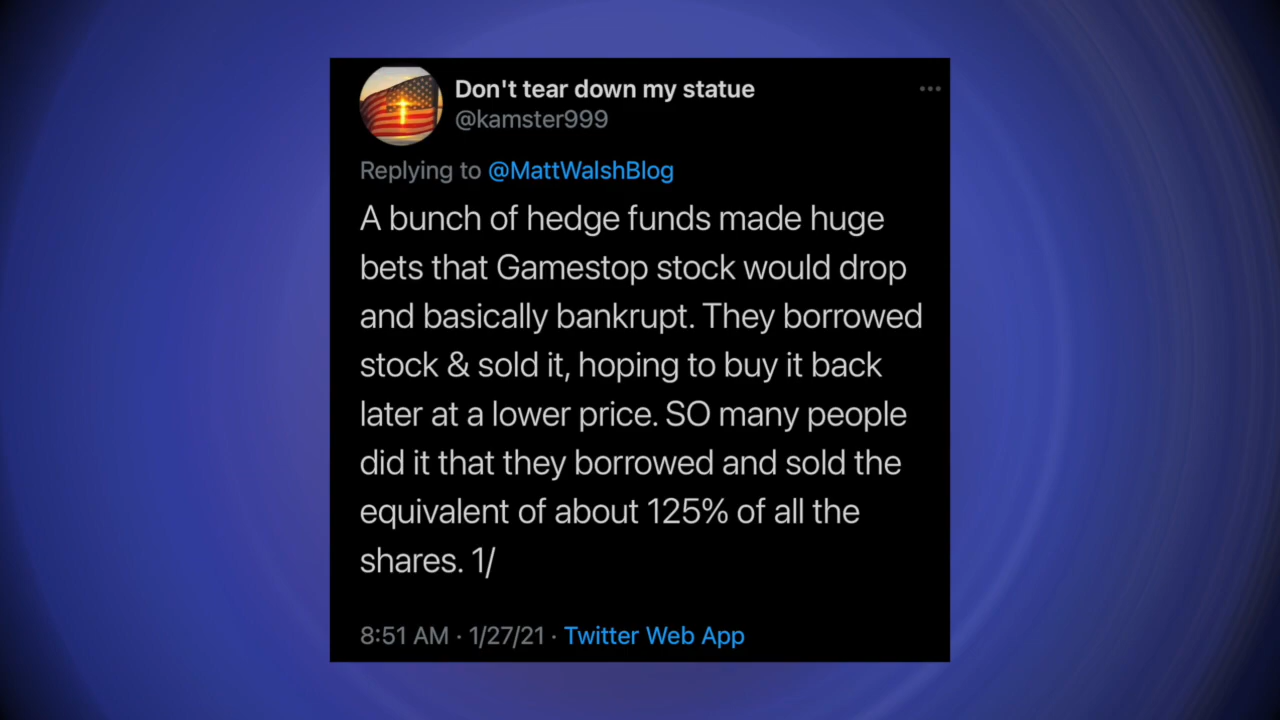 Don't tear down my statue
@kamster999
Replying to @MattWalshBlog
A bunch of hedge funds made huge
bets that Gamestop stock would drop
and basically bankrupt. They borrowed
stock & sold it, hoping to buy it back
later at a lower price. SO many people
did it that they borrowed and sold the
equivalent of about 125% of all the
shares. 1/
8:51 AM · 1/27/21 · Twitter Web App